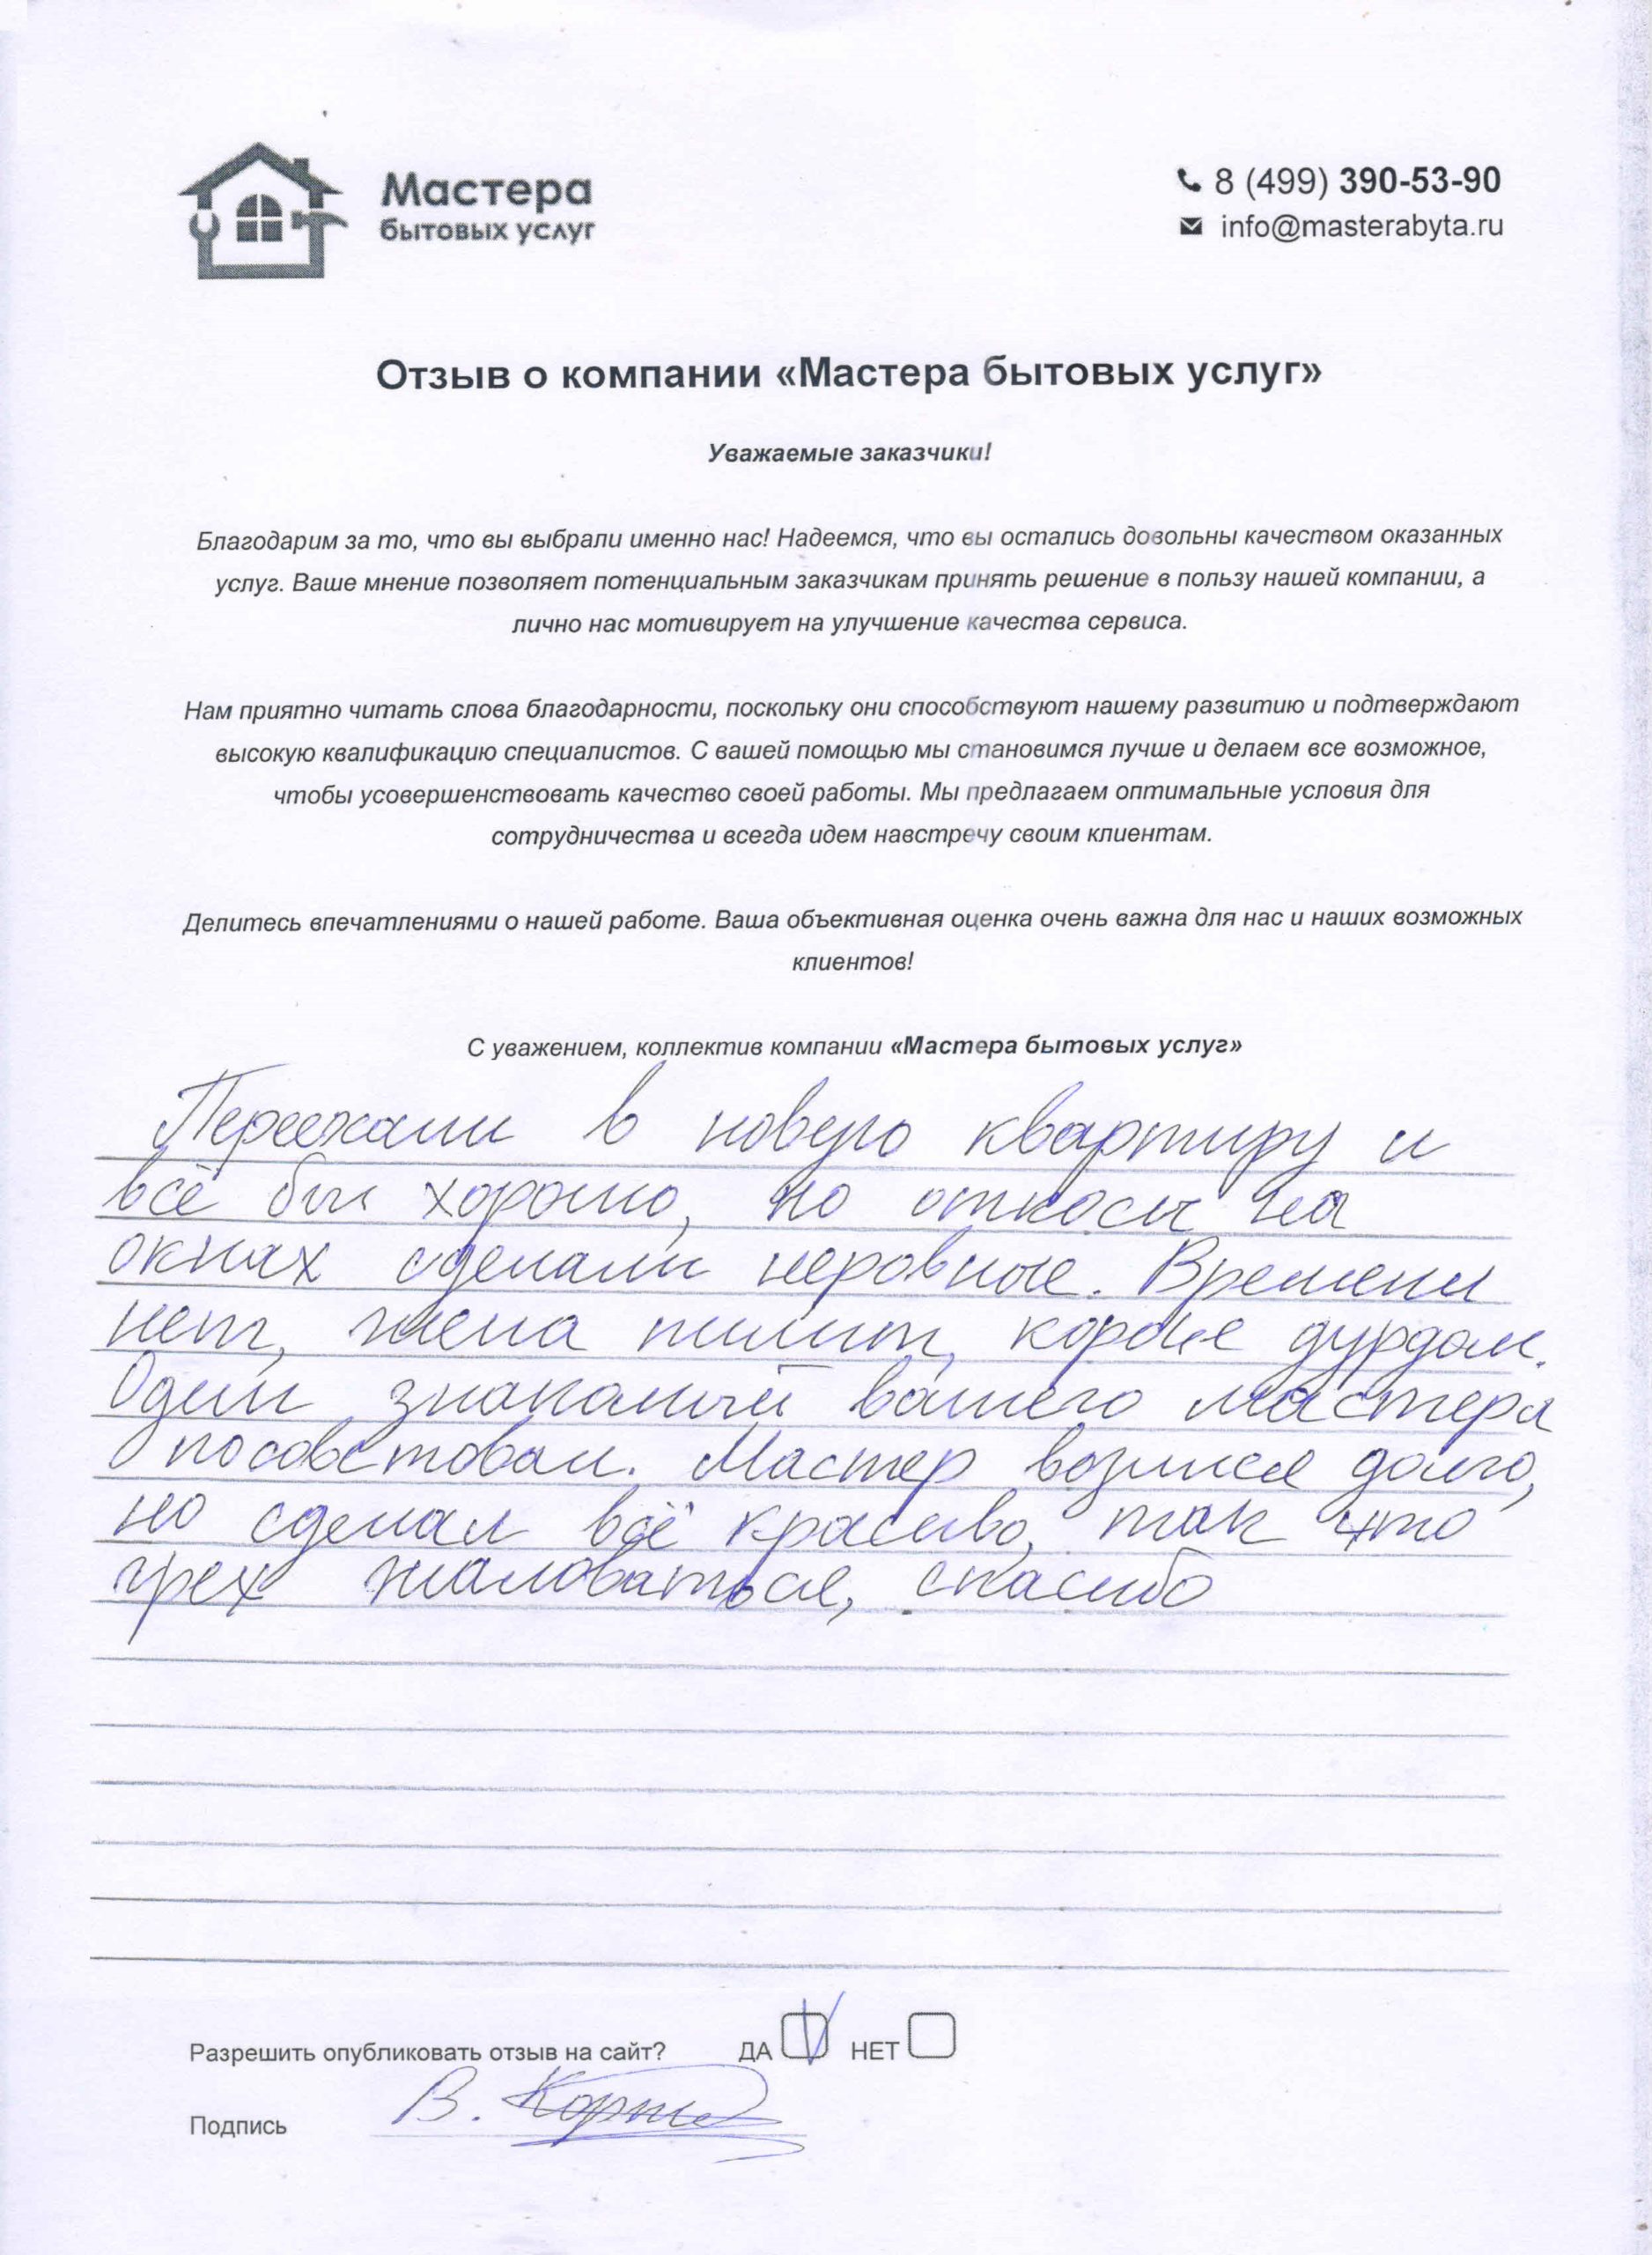 Мастера
бытовых услуг
8 (499) 390-53-90
info@masterabyta.ru
Отзыв о компании «Мастера бытовых услуг»
Уважаемые заказчики!
Благодарим за то, что вы выбрали именно нас! Надеемся, что вы остались довольны качеством оказанных
услуг. Ваше мнение позволяет потенциальным заказчикам принять решение в пользу нашей компании, а
лично нас мотивирует на улучшение качества сервиса.
Нам приятно читать слова благодарности, поскольку они способствуют нашему развитию и подтверждают
высокую квалификацию специалистов. С вашей помощью мы становимся лучше и делаем все возможное,
чтобы усовершенствовать качество своей работы. Мы предлагаем оптимальные условия для
сотрудничества и всегда идем навстречу своим клиентам.
Делитесь впечатлениями о нашей работе. Ваша объективная оценка очень важна для нас и наших возможных
клиентов!
С уважением, коллектив компании «Мастера бытовых услуг»
Переехали в новую квартиру и
всё бы хорошо, но откосы на
окнах сделали неровные. Времени
нет, жена пилит, короче дурдом.
Один знакомый вашего мастера
посоветовал. Мастер возился долго,
но сделал всё красиво, так что
грех жаловаться, спасибо
Разрешить опубликовать отзыв на сайт? ДА НЕТ
Подпись В.